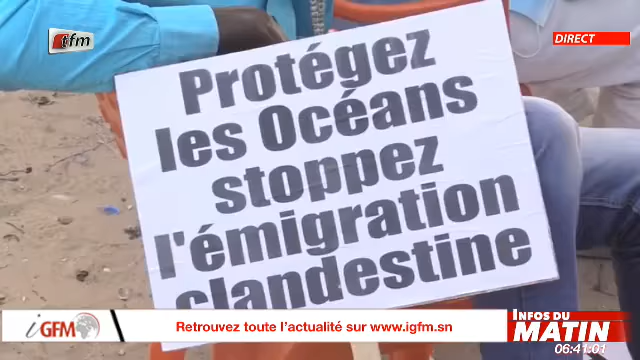 tfm
DIRECT
Protégez
les Océans
stoppez
l'émigration
clandestine
iGFM
Retrouvez toute l'actualité sur www.igfm.sn
INFOS DU
MATIN
06:41:01